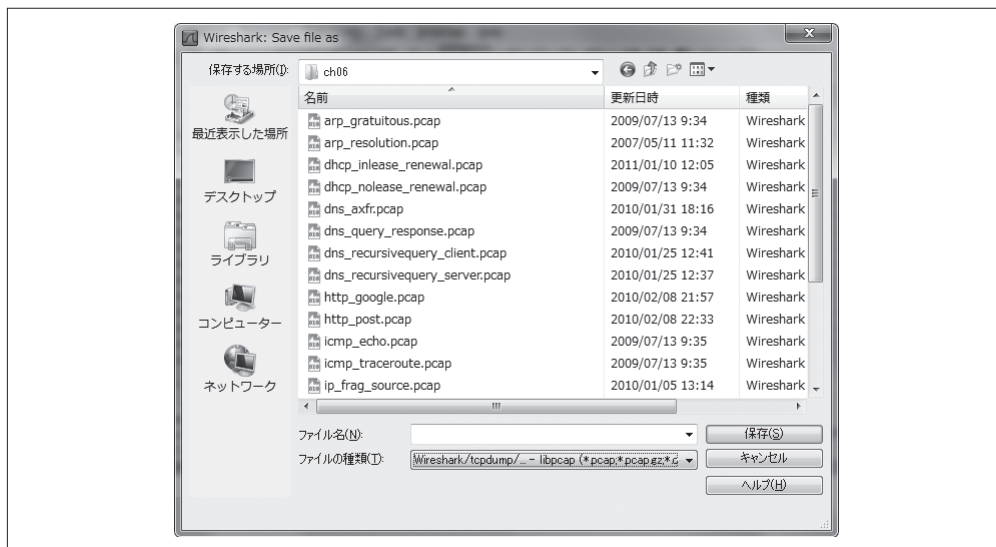 Wireshark: Save file as
保存する場所(I):
ch06
最近表示した場所
デスクトップ
ライブラリ
コンピューター
ネットワーク
名前 更新日時 種類
arp_gratuitous.pcap 2009/07/13 9:34 Wireshark
arp_resolution.pcap 2007/05/11 11:32 Wireshark
dhcp_inlease_renewal.pcap 2011/01/10 12:05 Wireshark
dhcp_nolease_renewal.pcap 2009/07/13 9:34 Wireshark
dns_axfr.pcap 2010/01/31 18:16 Wireshark
dns_query_response.pcap 2009/07/13 9:34 Wireshark
dns_recursivequery_client.pcap 2010/01/25 12:41 Wireshark
dns_recursivequery_server.pcap 2010/01/25 12:37 Wireshark
http_google.pcap 2010/02/08 21:57 Wireshark
http_post.pcap 2010/02/08 22:33 Wireshark
icmp_echo.pcap 2009/07/13 9:35 Wireshark
icmp_traceroute.pcap 2009/07/13 9:35 Wireshark
ip_frag_source.pcap 2010/01/05 13:14 Wireshark
ファイル名(N): 保存(S)
ファイルの種類(T): Wireshark/tcpdump/... - libpcap (*.pcap;*.pcap.gz;*.c キャンセル
ヘルプ(H)